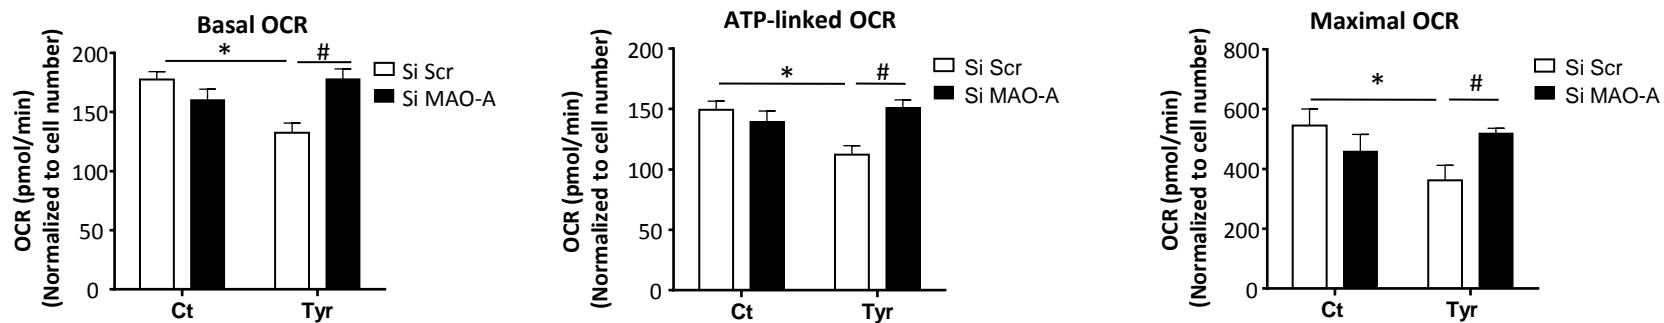 Basal OCR
OCR (pmol/min)
(Normalized to cell number)
200
150
100
50
0
*
#
Ct
Tyr
Si Scr
Si MAO-A
ATP-linked OCR
OCR (pmol/min)
(Normalized to cell number)
200
150
100
50
0
*
#
Ct
Tyr
Si Scr
Si MAO-A
Maximal OCR
OCR (pmol/min)
(Normalized to cell number)
800
600
400
200
0
*
#
Ct
Tyr
Si Scr
Si MAO-A